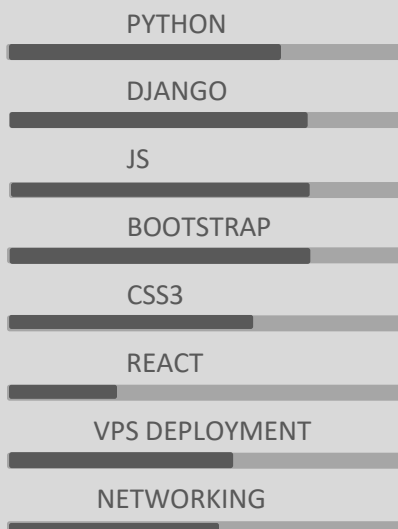 PYTHON
DJANGO
JS
BOOTSTRAP
CSS3
REACT
VPS DEPLOYMENT
NETWORKING